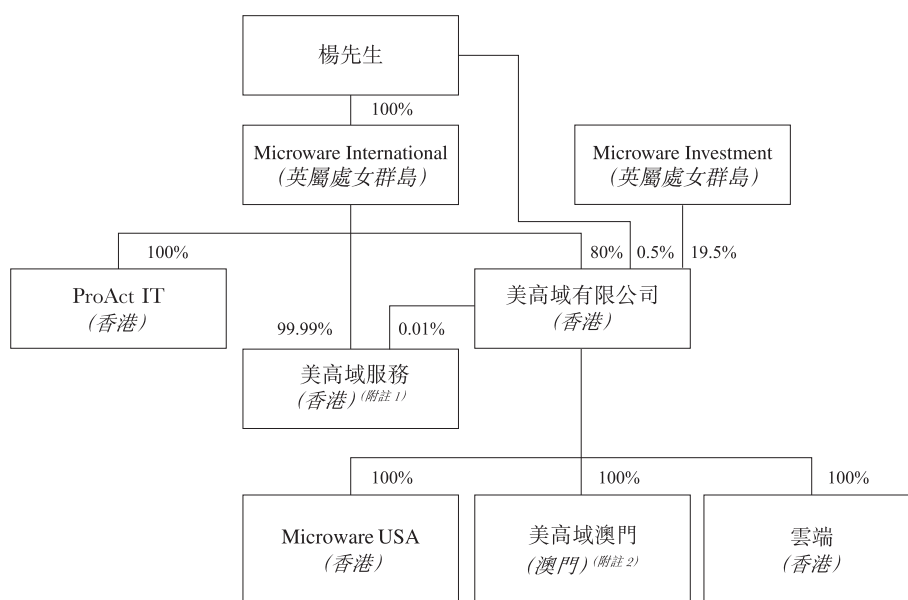 楊先生
100%
Microware International
(英屬處女群島)
Microware Investment
(英屬處女群島)
100%
80%
0.5%
19.5%
ProAct IT
(香港)
美高域有限公司
(香港)
99.99%
0.01%
美高域服務
(香港)(附註1)
100%
100%
100%
Microware USA
(香港)
美高域澳門
(澳門)(附註2)
雲端
(香港)